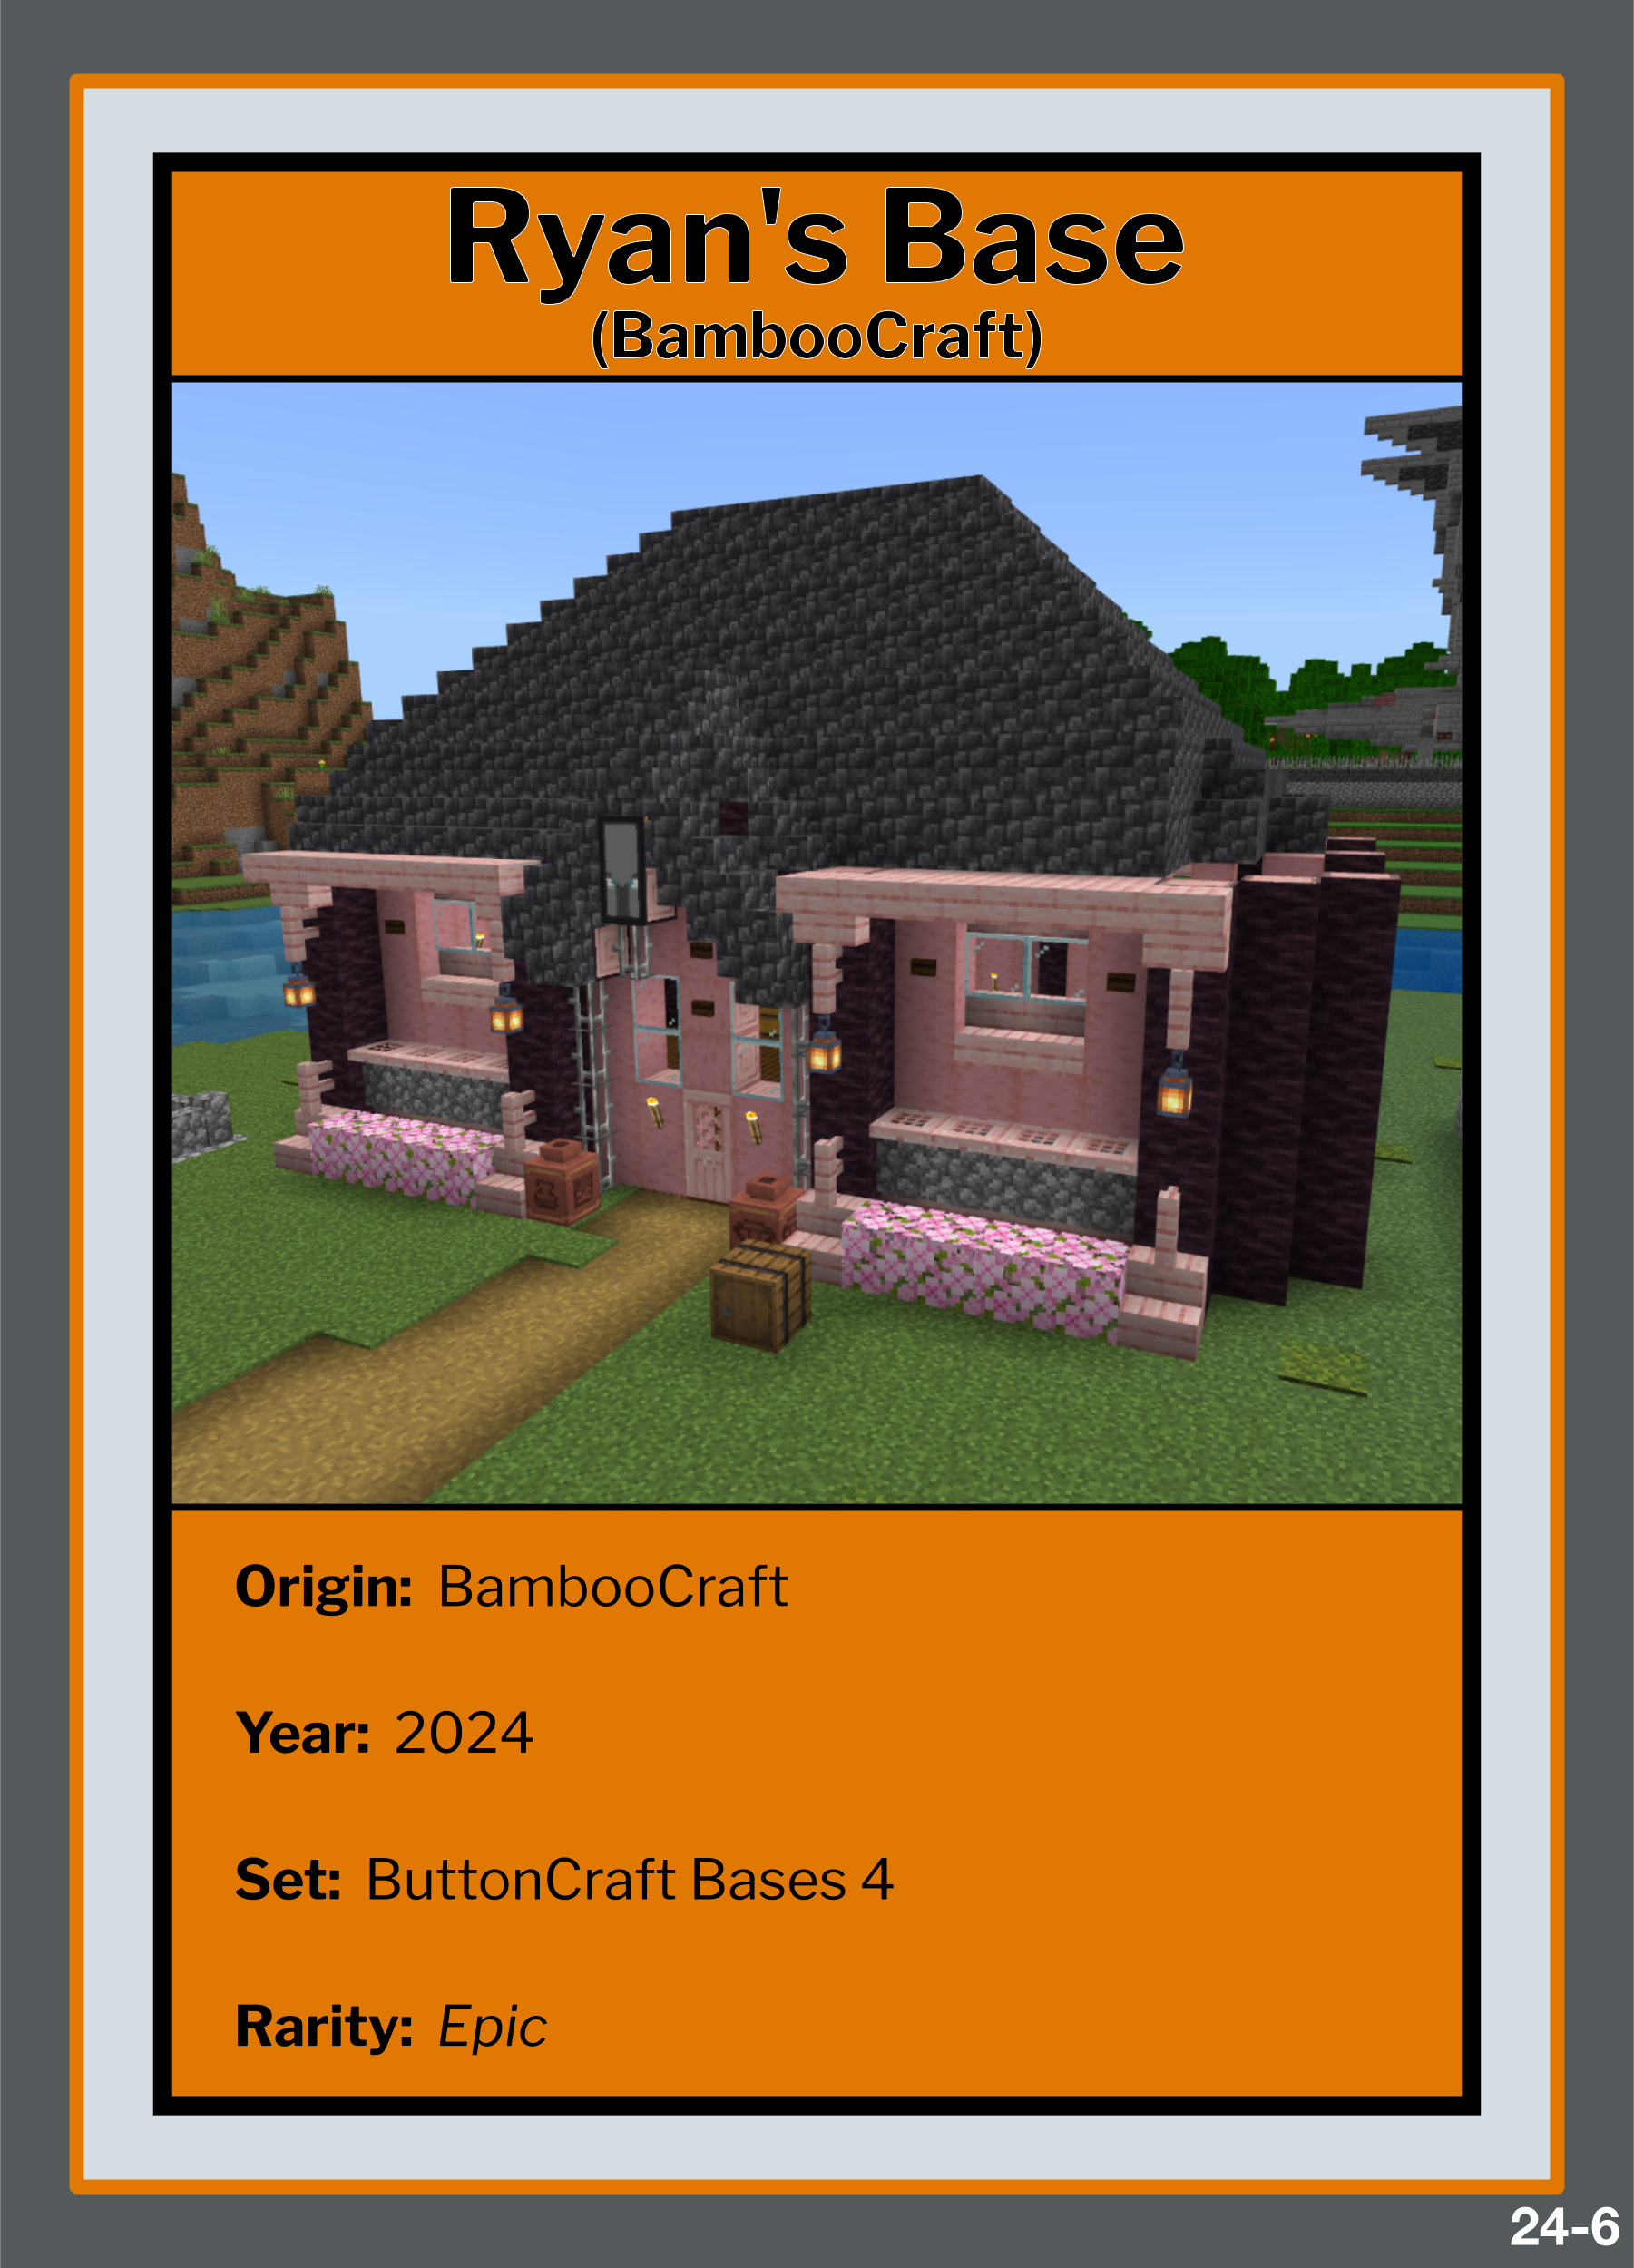 Ryan's Base
(BambooCraft)
Origin: BambooCraft
Year: 2024
Set: ButtonCraft Bases 4
Rarity: Epic
24-6